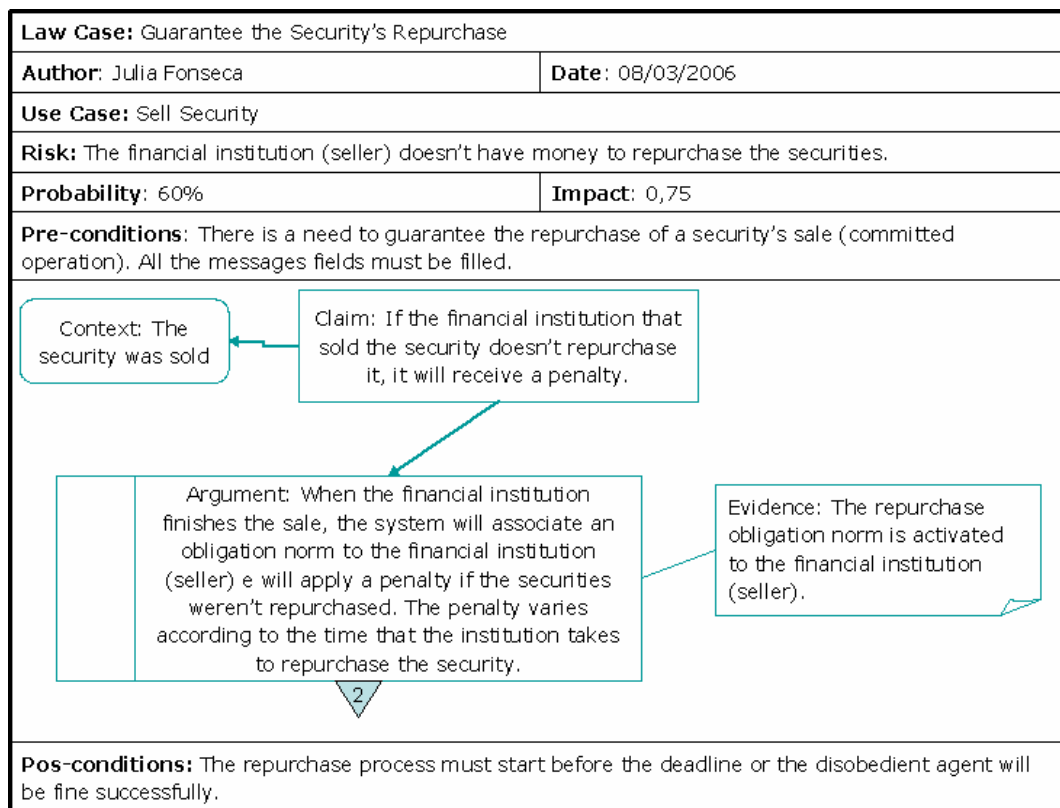 Law Case: Guarantee the Security's Repurchase
Author: Julia Fonseca
Date: 08/03/2006
Use Case: Sell Security
Risk: The financial institution (seller) doesn't have money to repurchase the securities.
Probability: 60%
Impact: 0,75
Pre-conditions: There is a need to guarantee the repurchase of a security's sale (committed
operation). All the messages fields must be filled.
Context: The
security was sold
Claim: If the financial institution that
sold the security doesn't repurchase
it, it will receive a penalty.
Argument: When the financial institution
finishes the sale, the system will associate an
obligation norm to the financial institution
(seller) e will apply a penalty if the securities
weren't repurchased. The penalty varies
according to the time that the institution takes
to repurchase the security.
2
Evidence: The repurchase
obligation norm is activated
to the financial institution
(seller).
Pos-conditions: The repurchase process must start before the deadline or the disobedient agent will
be fine successfully.